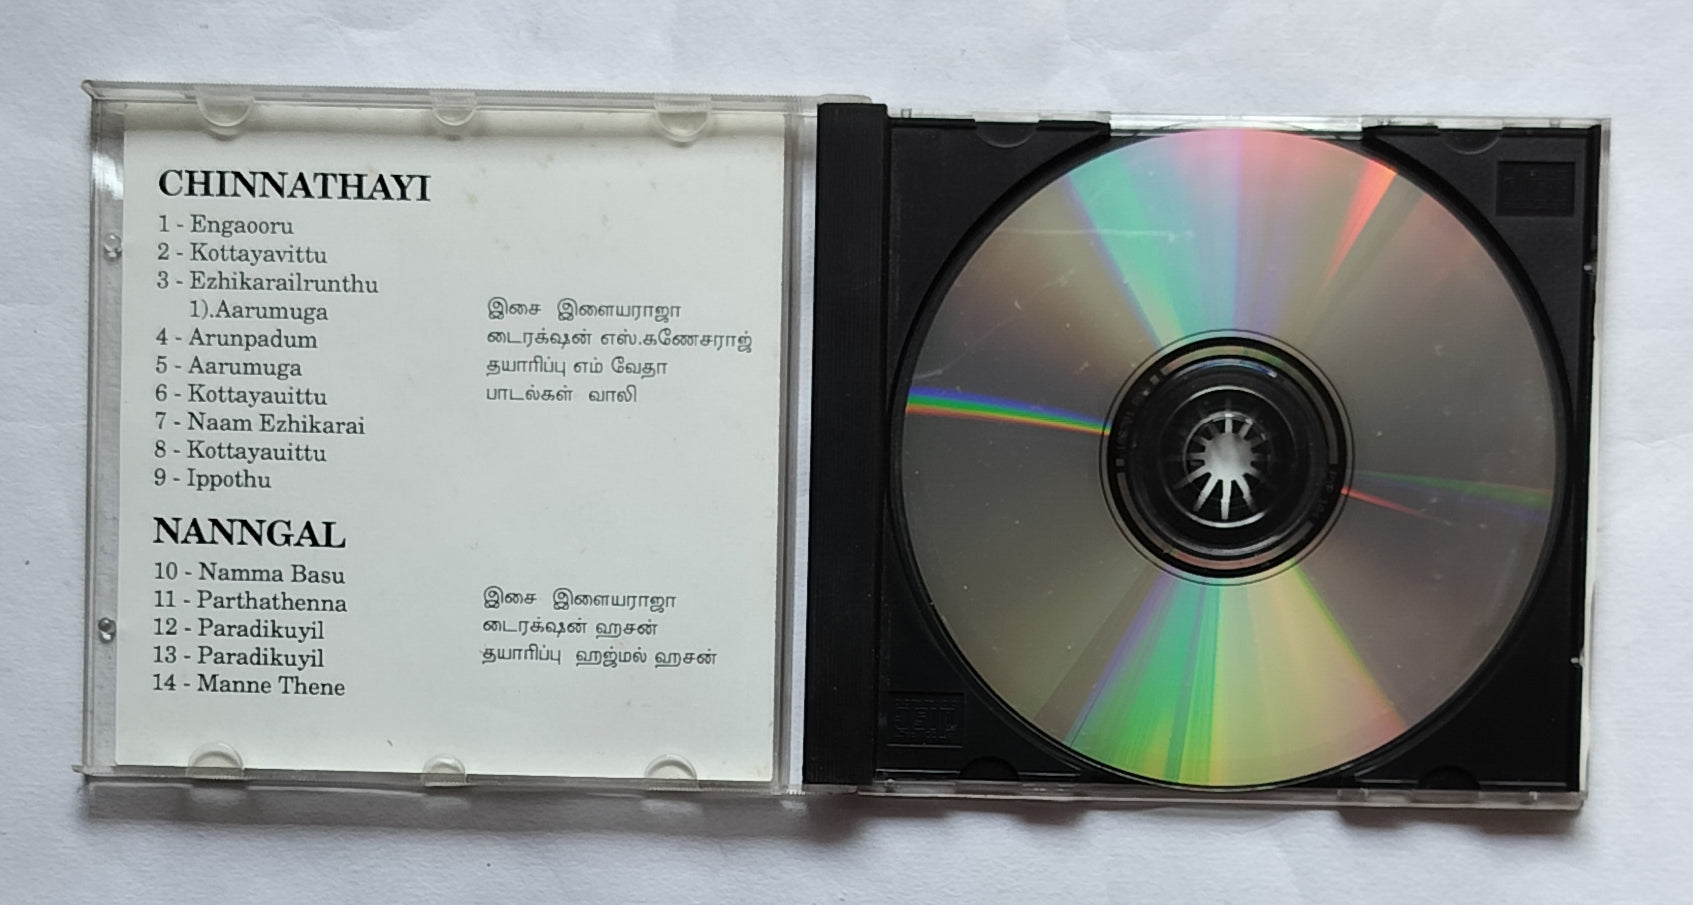 CHINNATHAYI
1 - Engaooru
2 - Kottayavittu
3 - Ezhikarailrunthu
1).Aarumuga
4 - Arunpadum
5 - Aarumuga
6 - Kottayauittu
7 - Naam Ezhikarai
8 - Kottayauittu
9 - Ippothu
இசை இளையராஜா
டைரக்ஷன் எஸ்.கணேசராஜ்
தயாரிப்பு எம் வேதா
பாடல்கள் வாலி
NANNGAL
10 - Namma Basu
11 - Parthathenna
12 - Paradikuyil
13 - Paradikuyil
14 - Manne Thene
இசை இளையராஜா
டைரக்ஷன் ஹசன்
தயாரிப்பு ஹஜ்மல் ஹசன்